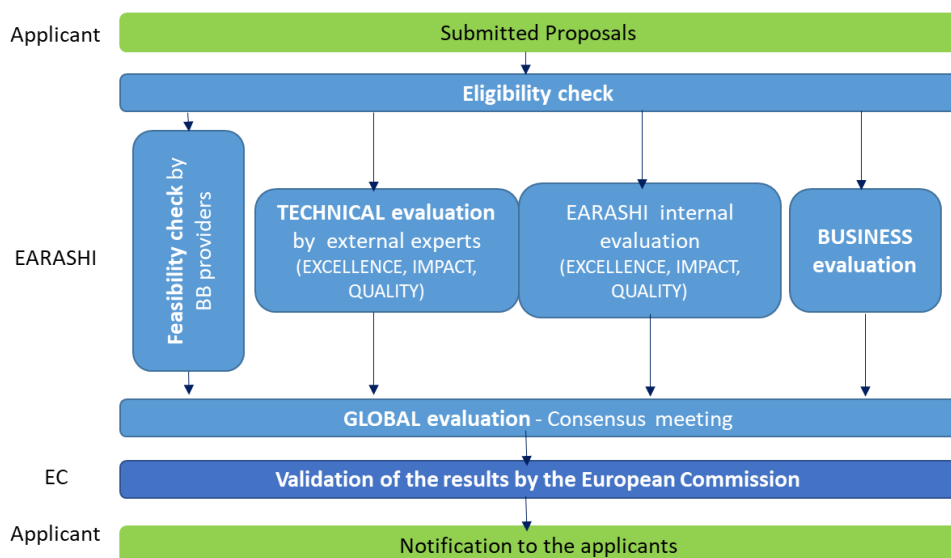 Applicant
Submitted Proposals
Eligibility check
EARASHI
Feasibility check by
BB providers
TECHNICAL evaluation
by external experts
(EXCELLENCE, IMPACT,
QUALITY)
EARASHI internal
evaluation
(EXCELLENCE, IMPACT,
QUALITY)
BUSINESS
evaluation
GLOBAL evaluation - Consensus meeting
EC
Validation of the results by the European Commission
Applicant
Notification to the applicants